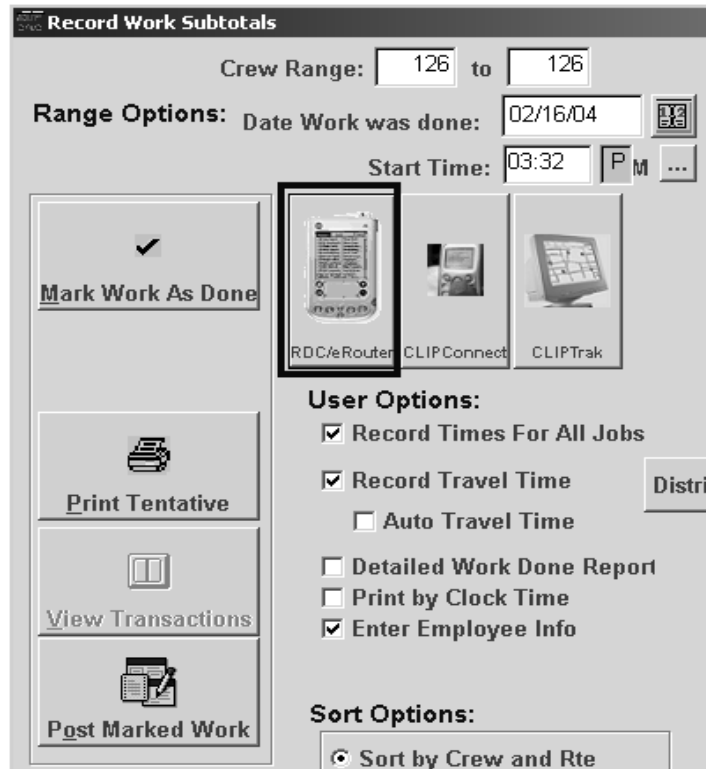 Record Work Subtotals
Crew Range: 126 to 126
Range Options: Date Work was done: 02/16/04
Start Time: 03:32 P M ...
Mark Work As Done
RDC/eRouter CLIPConnect CLIPTrak
User Options:
Record Times For All Jobs
Record Travel Time
Distri
Auto Travel Time
Print Tentative
Detailed Work Done Report
Print by Clock Time
View Transactions
Enter Employee Info
Post Marked Work
Sort Options:
Sort by Crew and Rte